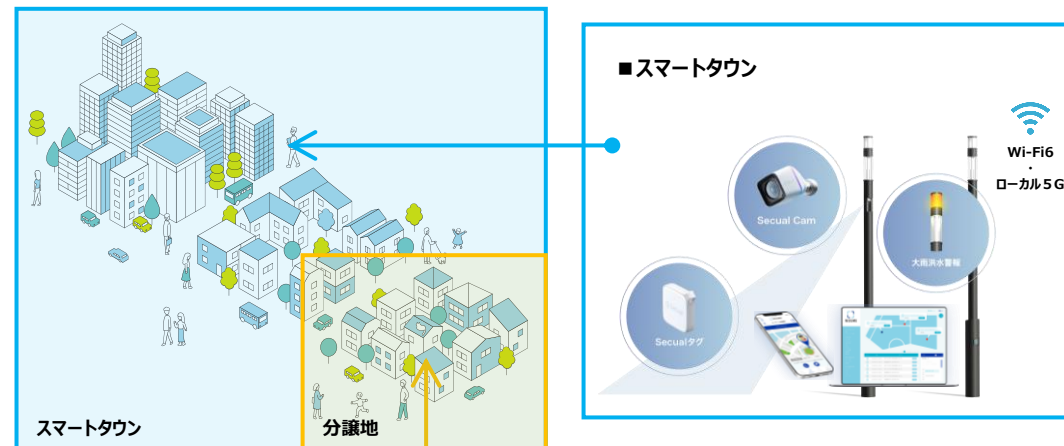 ■スマートタウン
Wi-Fi6
・
ローカル５G
Secual Cam
大雨洪水警報
Secualタグ
スマートタウン
分譲地